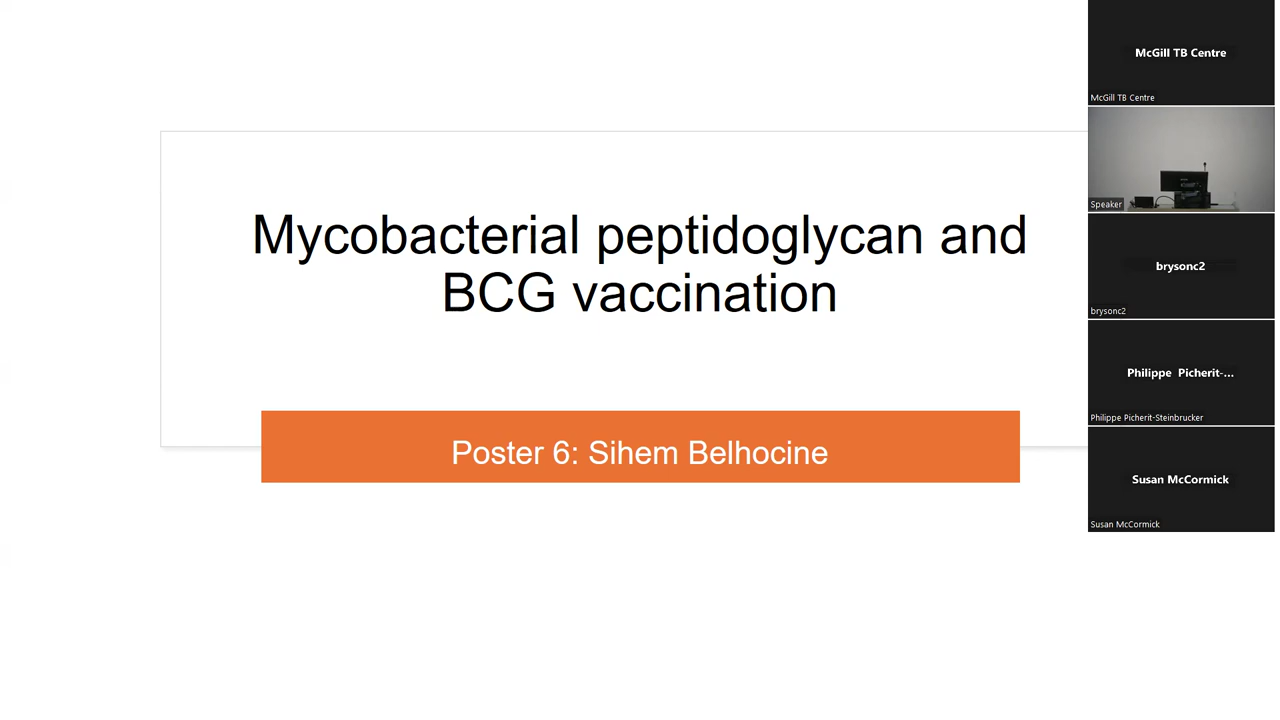 Mycobacterial peptidoglycan and
BCG vaccination
Poster 6: Sihem Belhocine
McGill TB Centre
McGill TB Centre
Speaker
brysonc2
brysonc2
Philippe Picherit-...
Philippe Picherit-Steinbrucker
Susan McCormick
Susan McCormick